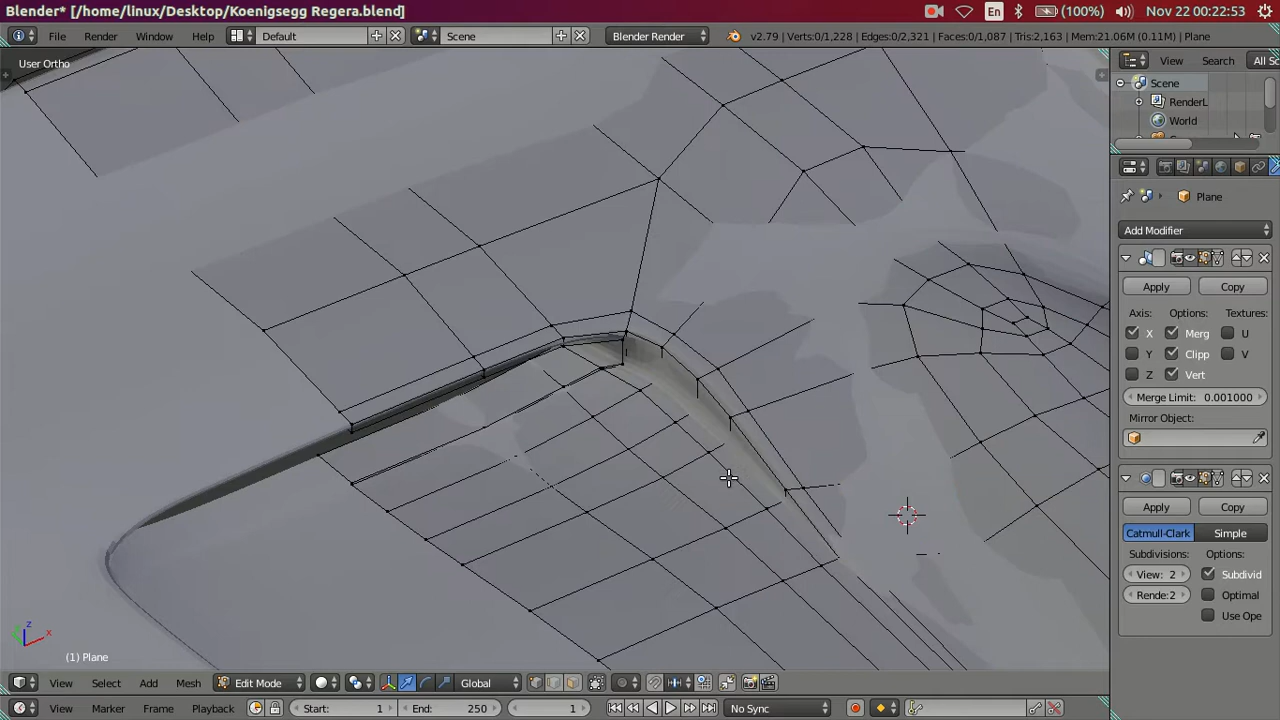 Blender* [/home/linux/Desktop/Koenigsegg Regera.blend]
En (100%) Nov 22 00:22:53
File Render Window Help Default Scene Blender Render v2.79 | Verts:0/1,228 | Edges:0/2,321 | Faces:0/1,087 | Tris:2,163 | Mem:21.06M (0.11M) | Plane
User Ortho
View Search All Sc
Scene
RenderL
World
Plane
Add Modifier
Apply Copy
Axis: Options: Textures:
X Merg U
Y Clipp V
Z Vert
Merge Limit: 0.001000
Mirror Object:
Apply Copy
Catmull-Clark Simple
Subdivisions: Options:
View: 2 Subdivid
Rende:2 Optimal
Use Ope
z
y x
(1) Plane
View Select Add Mesh Edit Mode Global
View Marker Frame Playback Start: 1 End: 250 1 No Sync